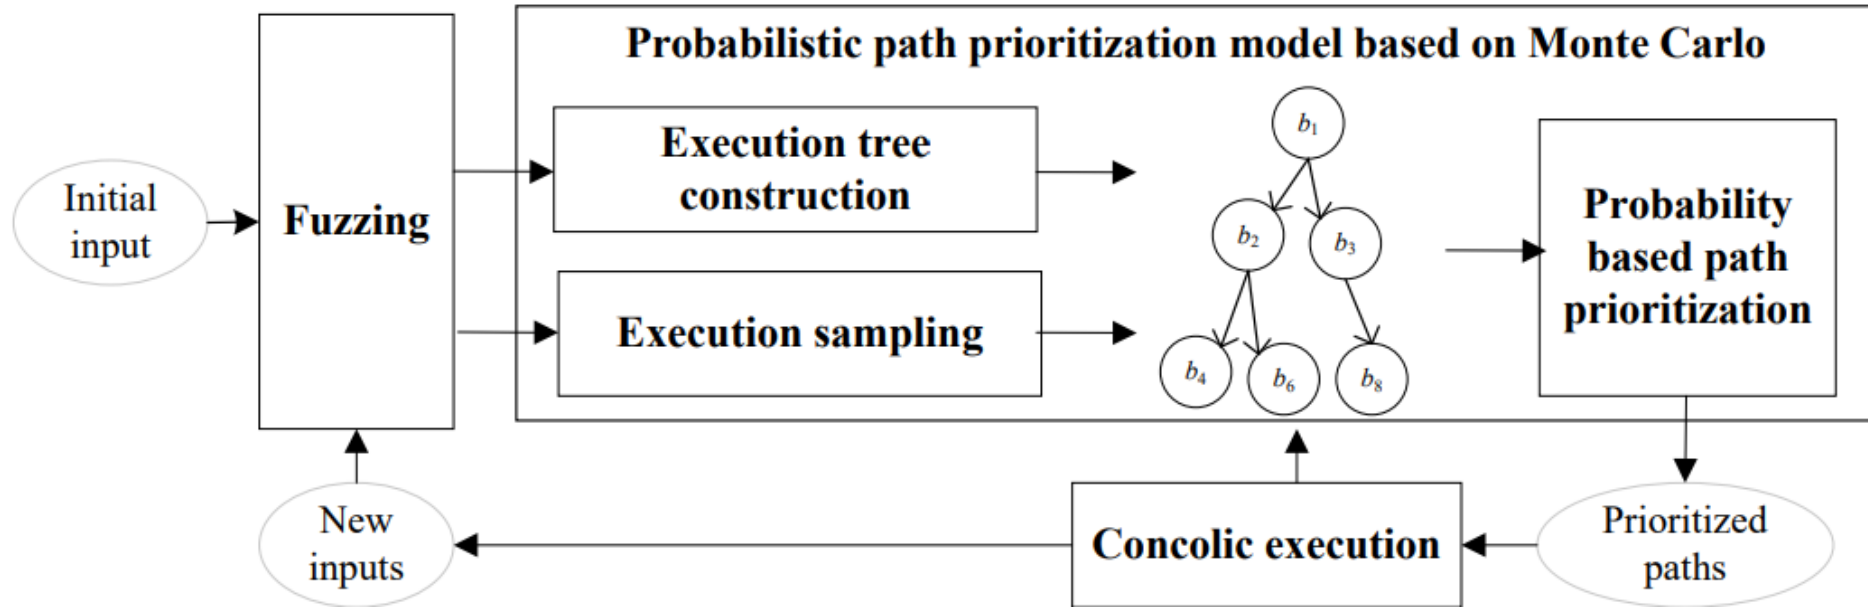 Probabilistic path prioritization model based on Monte Carlo
Initial
input
Fuzzing
Execution tree
construction
Execution sampling
b₁
b₂
b₃
b₄
b₆
b₈
Probability
based path
prioritization
New
inputs
Concolic execution
Prioritized
paths